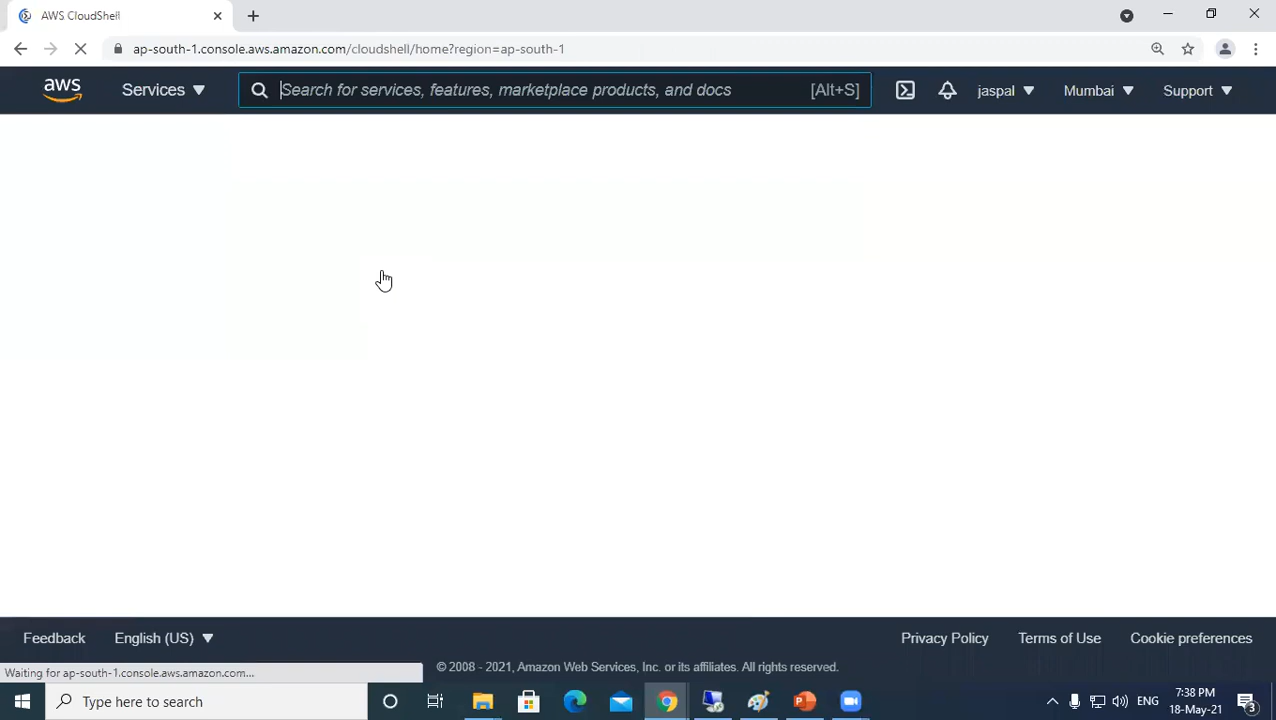 AWS CloudShell
ap-south-1.console.aws.amazon.com/cloudshell/home?region=ap-south-1
aws
Services
Search for services, features, marketplace products, and docs
[Alt+S]
jaspal
Mumbai
Support
Feedback
English (US)
Privacy Policy
Terms of Use
Cookie preferences
© 2008 - 2021, Amazon Web Services, Inc. or its affiliates. All rights reserved.
Waiting for ap-south-1.console.aws.amazon.com...
Type here to search
ENG
7:38 PM
18-May-21
3